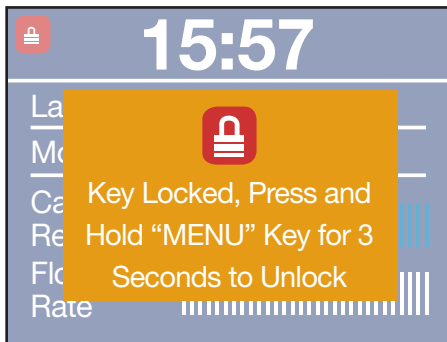 15:57
Key Locked, Press and
Hold “MENU” Key for 3
Seconds to Unlock
Rate